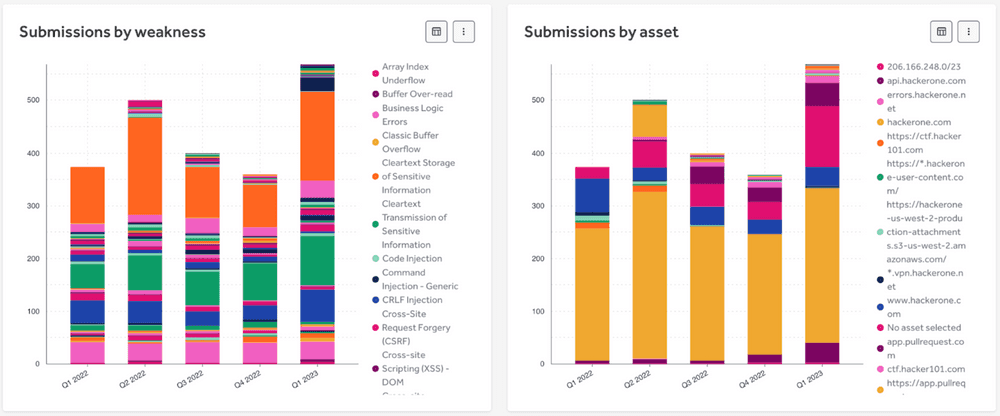 Submissions by weakness
500
400
300
200
100
0
Q1 2022
Q2 2022
Q3 2022
Q4 2022
Q1 2023
Array Index
Underflow
Buffer Over-read
Business Logic
Errors
Classic Buffer
Overflow
Cleartext Storage
of Sensitive
Information
Cleartext
Transmission of
Sensitive
Information
Code Injection
Command
Injection - Generic
CRLF Injection
Cross-Site
Request Forgery
(CSRF)
Cross-site
Scripting (XSS) -
DOM
Submissions by asset
500
400
300
200
100
0
Q1 2022
Q2 2022
Q3 2022
Q4 2022
Q1 2023
206.166.248.0/23
api.hackerone.com
errors.hackerone.n
et
hackerone.com
https://ctf.hacker
101.com
https://*.hackeron
e-user-content.co
m/
https://hackerone
-us-west-2-produ
ction-attachment
s.s3-us-west-2.am
azonaws.com/
*.vpn.hackerone.n
et
www.hackerone.c
om
No asset selected
app.pullrequest.co
m
ctf.hacker101.com
https://app.pullreq